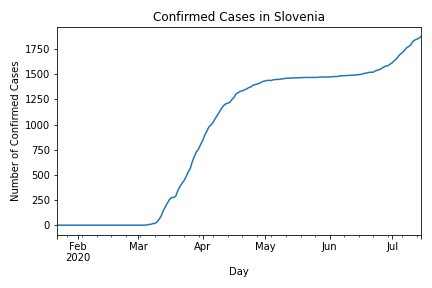 Confirmed Cases in Slovenia
Number of Confirmed Cases
1750
1500
1250
1000
750
500
250
0
Feb Mar Apr May Jun Jul
2020
Day